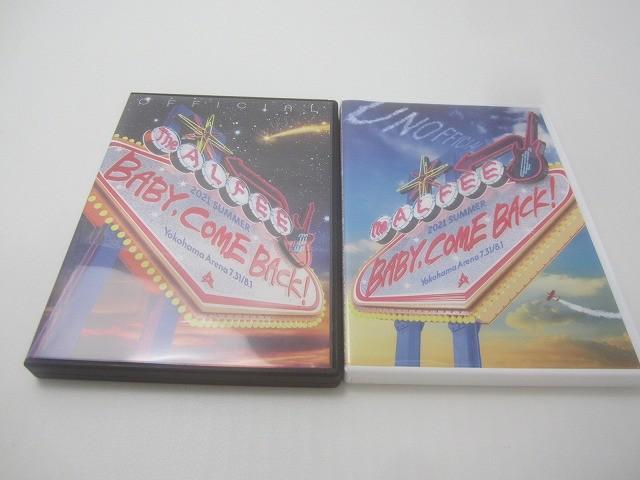 OFFICIAL
The
ALFEE
2021 SUMMER
BABY, COME BACK!
Yokohama Arena 7.31/8.1
UNOFFICIAL
The
ALFEE
2021 SUMMER
BABY, COME BACK!
Yokohama Arena 7.31/8.1